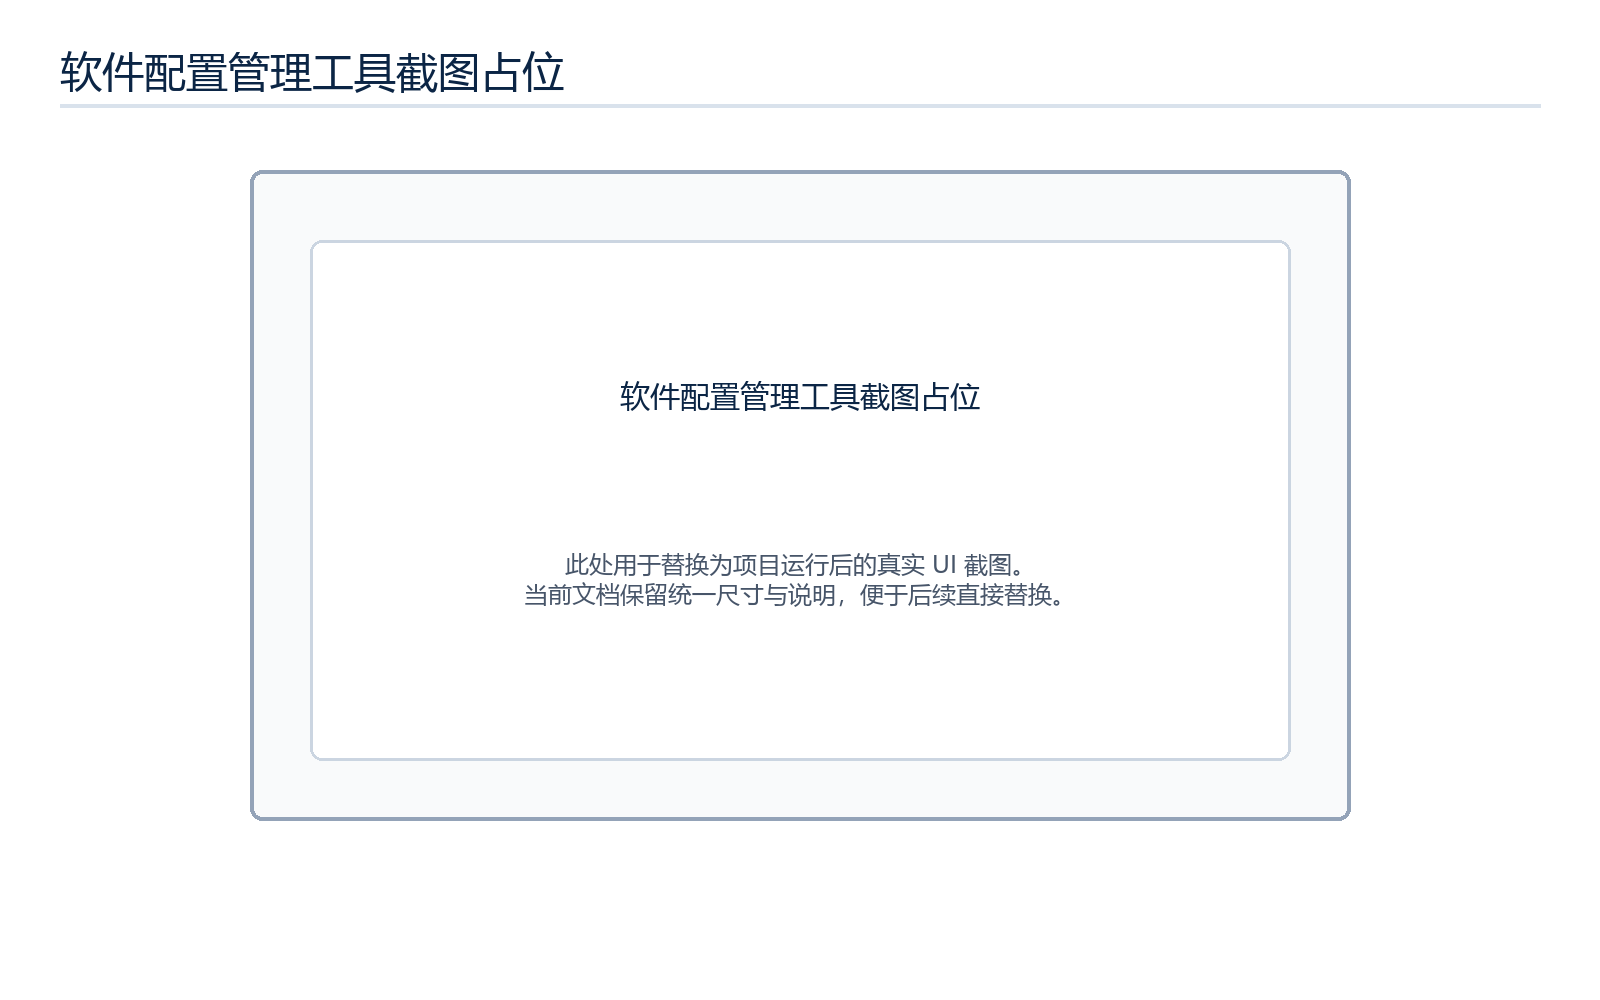 软件配置管理工具截图占位
软件配置管理工具截图占位
此处用于替换为项目运行后的真实 UI 截图。
当前文档保留统一尺寸与说明，便于后续直接替换。